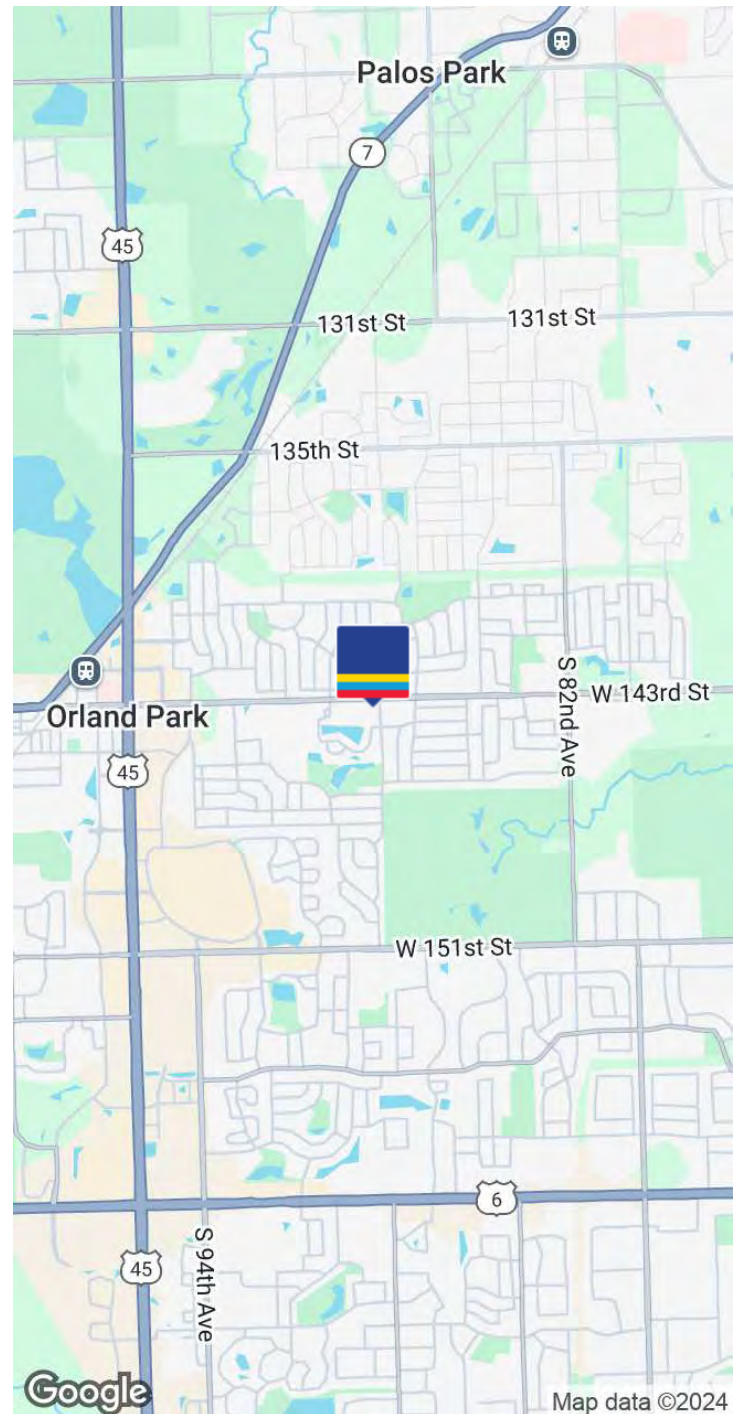 Palos Park
7
45
131st St
131st St
135th St
S 82nd Ave
W 143rd St
Orland Park
45
W 151st St
6
S 94th Ave
45
Google
Map data ©2024